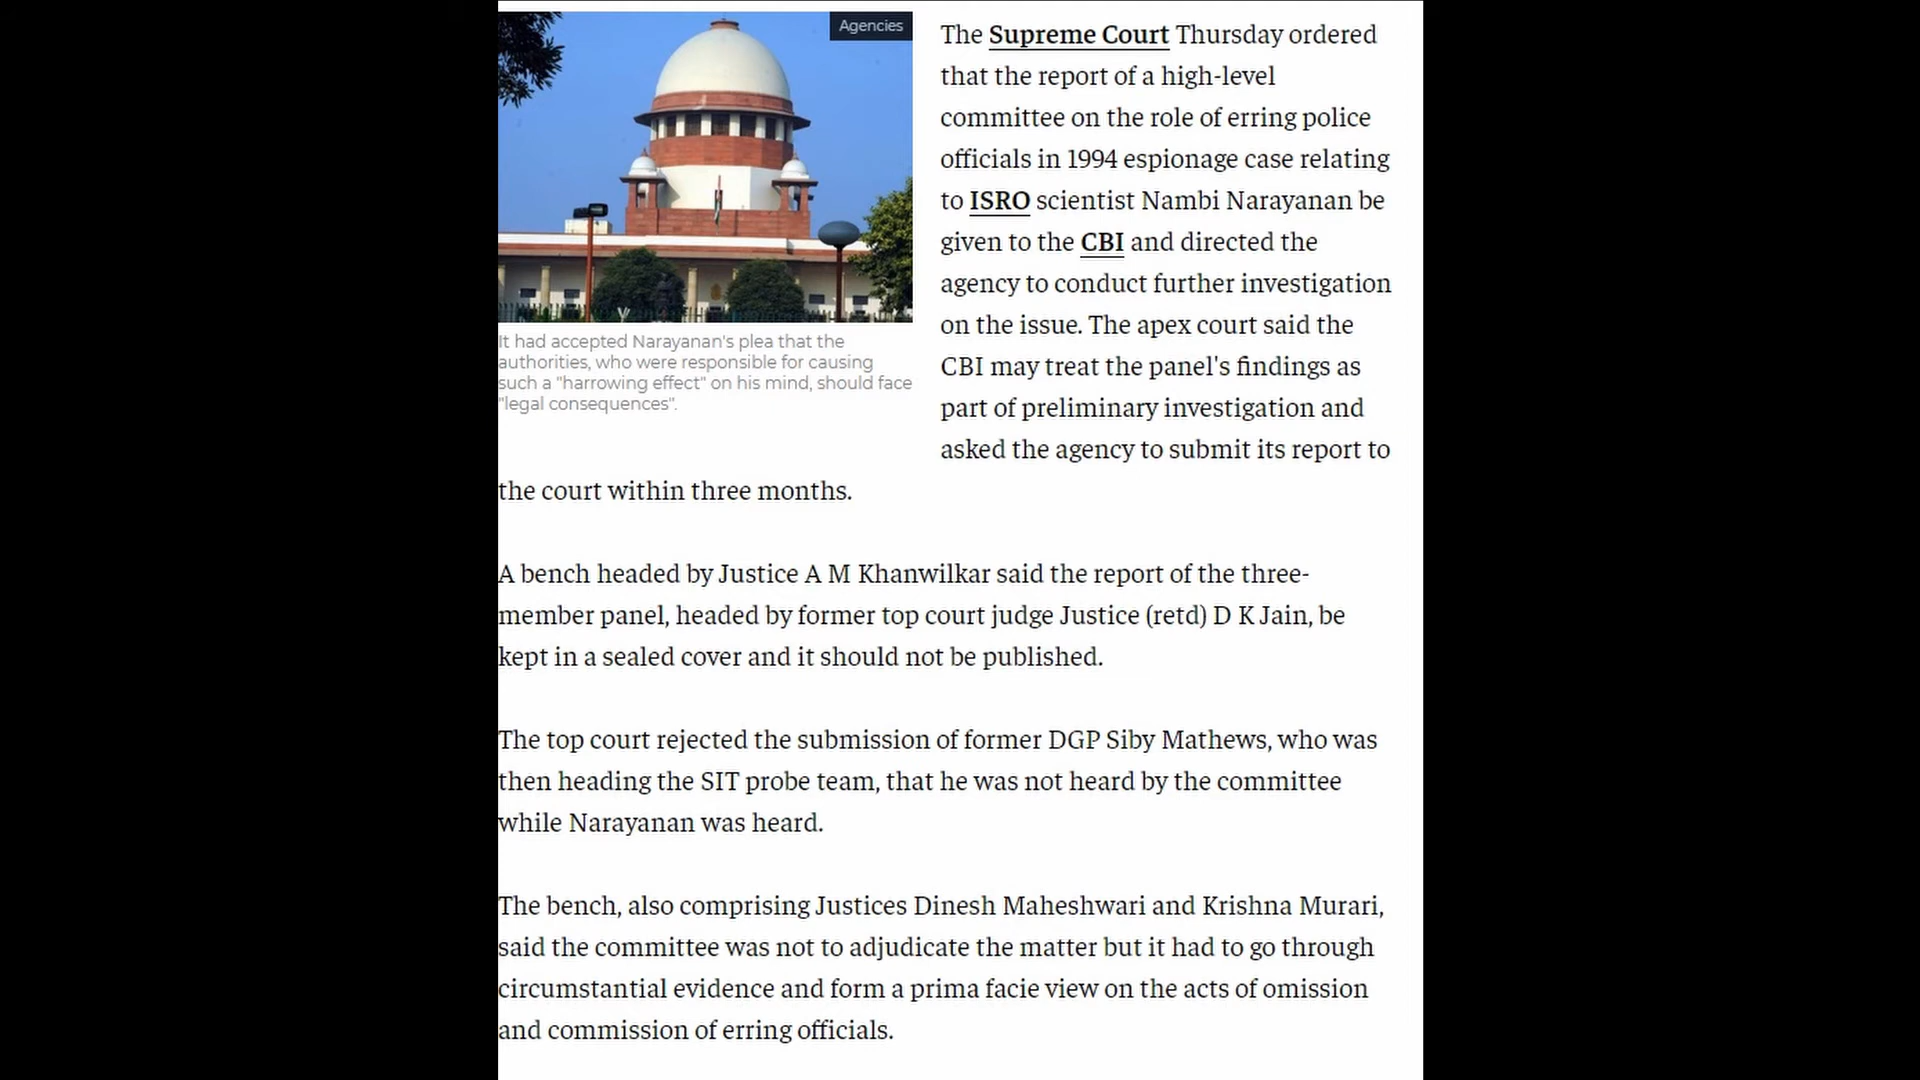 Agencies
It had accepted Narayanan's plea that the
authorities, who were responsible for causing
such a "harrowing effect" on his mind, should face
"legal consequences".
The Supreme Court Thursday ordered
that the report of a high-level
committee on the role of erring police
officials in 1994 espionage case relating
to ISRO scientist Nambi Narayanan be
given to the CBI and directed the
agency to conduct further investigation
on the issue. The apex court said the
CBI may treat the panel's findings as
part of preliminary investigation and
asked the agency to submit its report to
the court within three months.
A bench headed by Justice A M Khanwilkar said the report of the three-
member panel, headed by former top court judge Justice (retd) D K Jain, be
kept in a sealed cover and it should not be published.
The top court rejected the submission of former DGP Siby Mathews, who was
then heading the SIT probe team, that he was not heard by the committee
while Narayanan was heard.
The bench, also comprising Justices Dinesh Maheshwari and Krishna Murari,
said the committee was not to adjudicate the matter but it had to go through
circumstantial evidence and form a prima facie view on the acts of omission
and commission of erring officials.